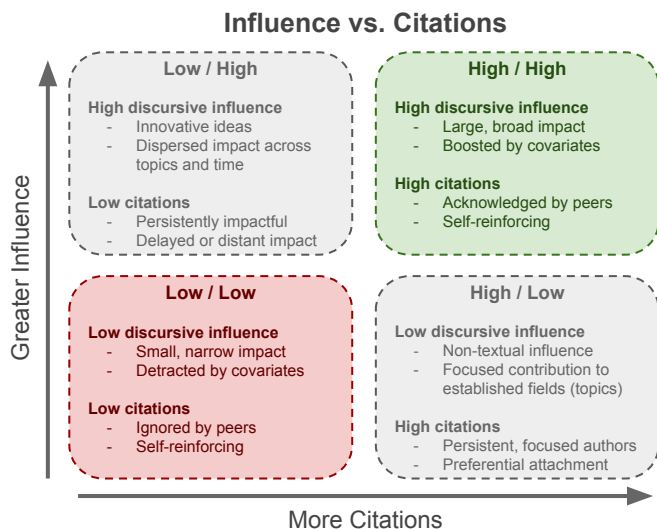 Influence vs. Citations
Greater Influence
Low / High
High discursive influence
- Innovative ideas
- Dispersed impact across
topics and time
Low citations
- Persistently impactful
- Delayed or distant impact
High / High
High discursive influence
- Large, broad impact
- Boosted by covariates
High citations
- Acknowledged by peers
- Self-reinforcing
Low / Low
Low discursive influence
- Small, narrow impact
- Detracted by covariates
Low citations
- Ignored by peers
- Self-reinforcing
High / Low
Low discursive influence
- Non-textual influence
- Focused contribution to
established fields (topics)
High citations
- Persistent, focused authors
- Preferential attachment
More Citations